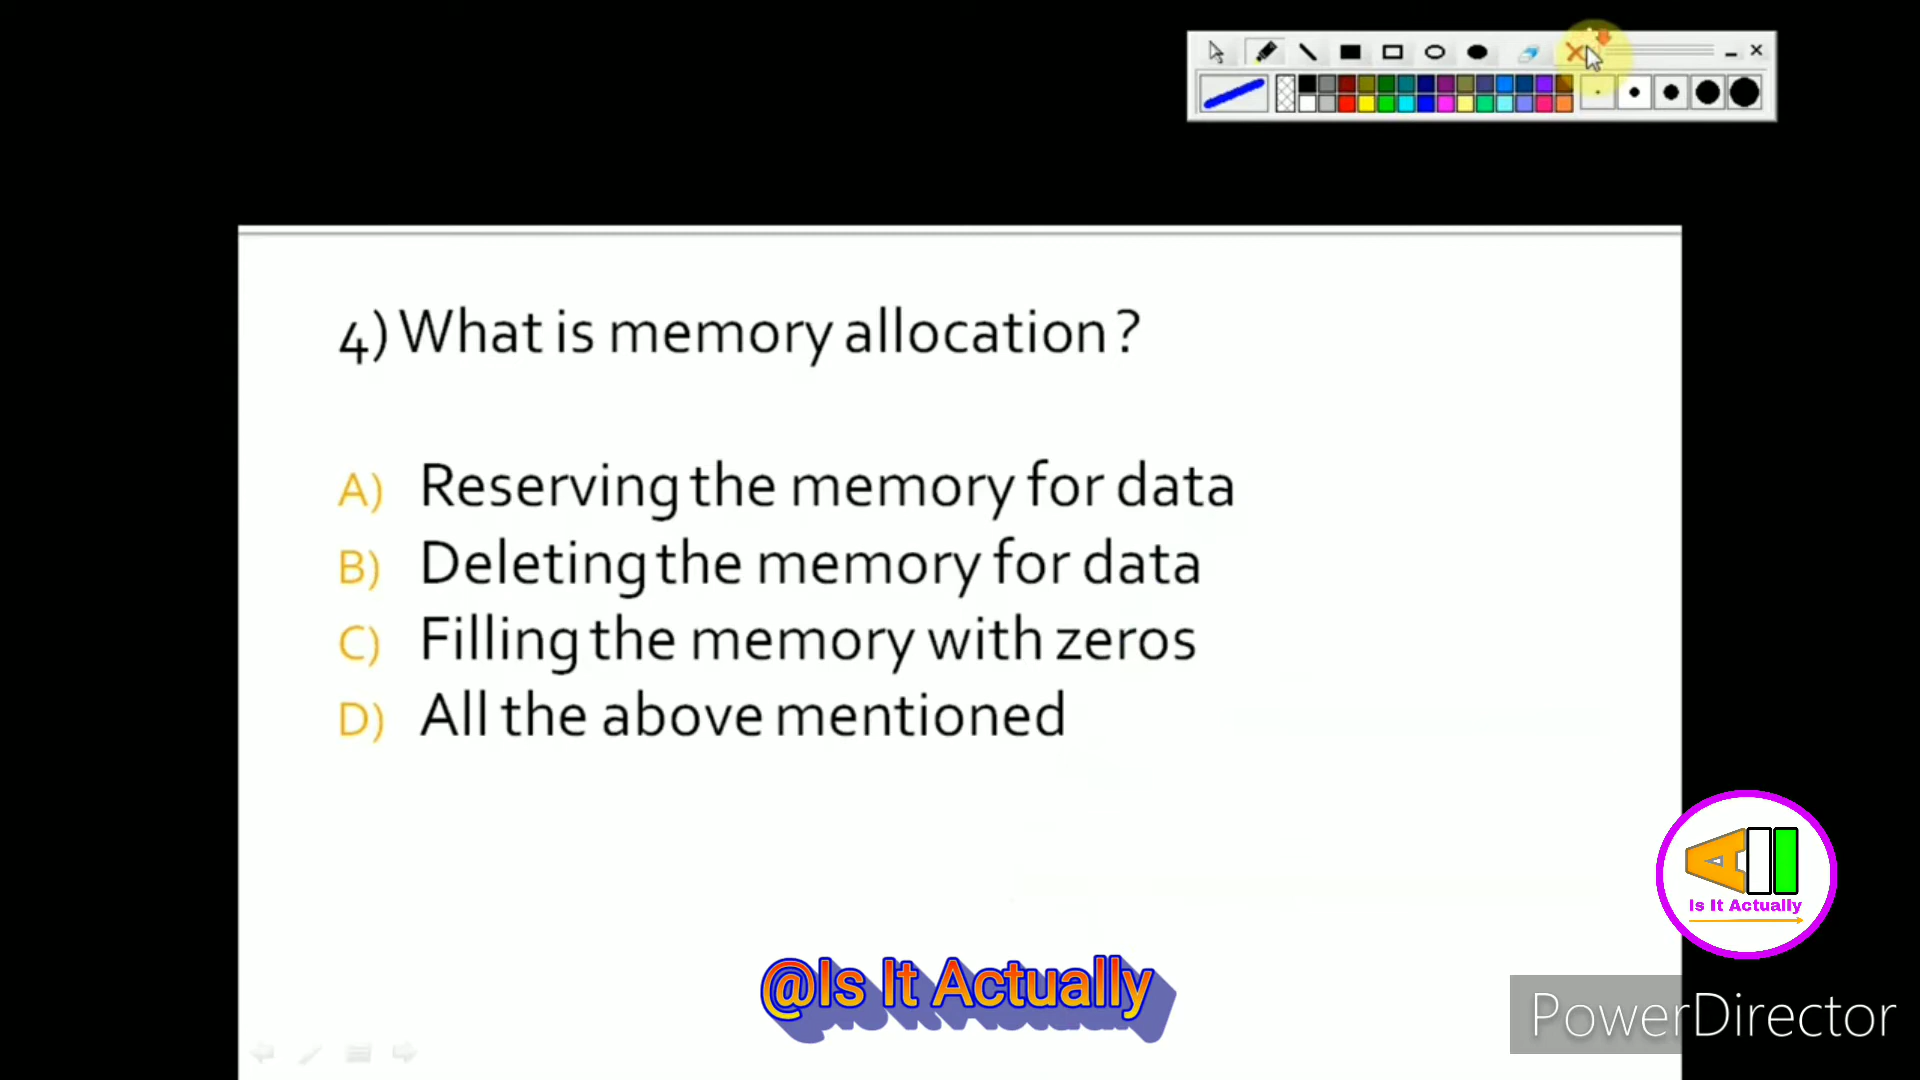 4) What is memory allocation?
A) Reserving the memory for data
B) Deleting the memory for data
C) Filling the memory with zeros
D) All the above mentioned
AII
Is It Actually
@Is It Actually
PowerDirector